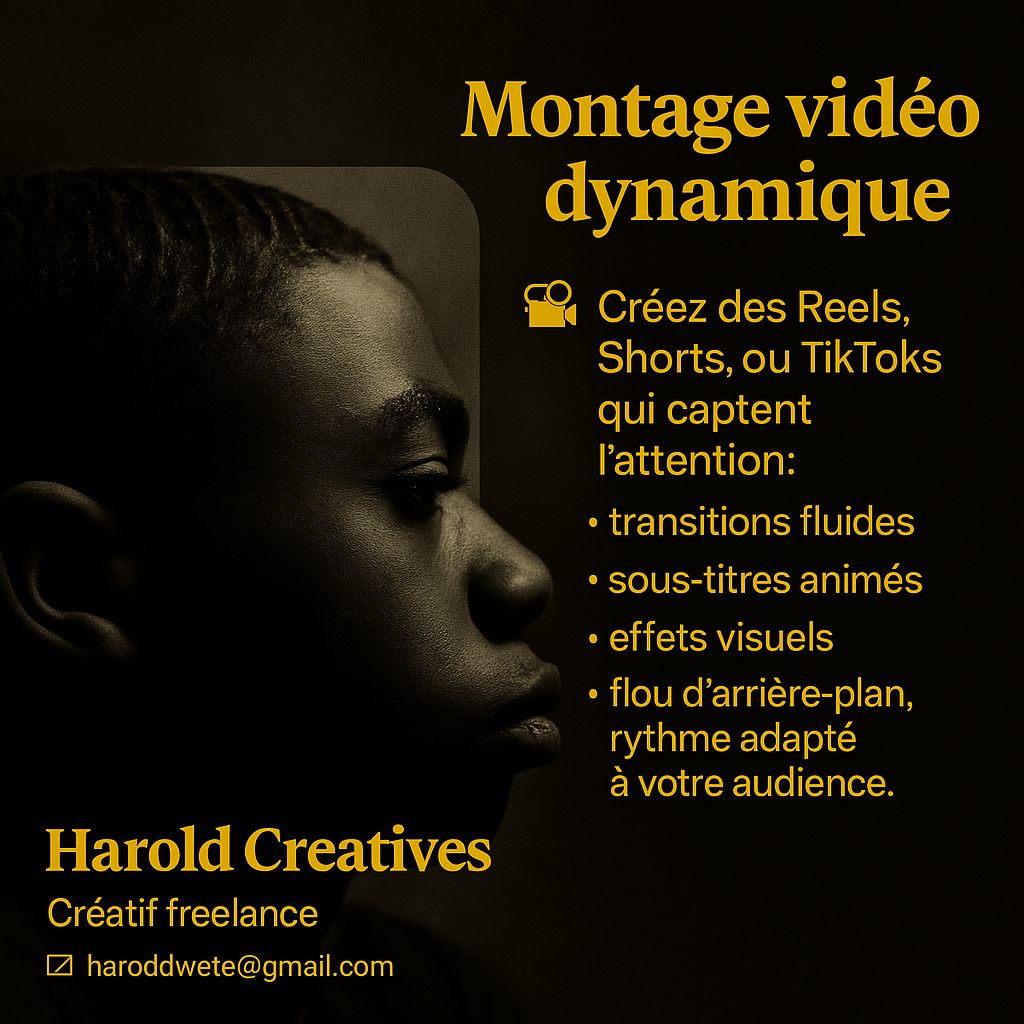 Montage vidéo
dynamique
Créez des Reels,
Shorts, ou TikToks
qui captent
l’attention:
• transitions fluides
• sous-titres animés
• effets visuels
• flou d’arrière-plan,
rythme adapté
à votre audience.
Harold Creatives
Créatif freelance
haroddwete@gmail.com